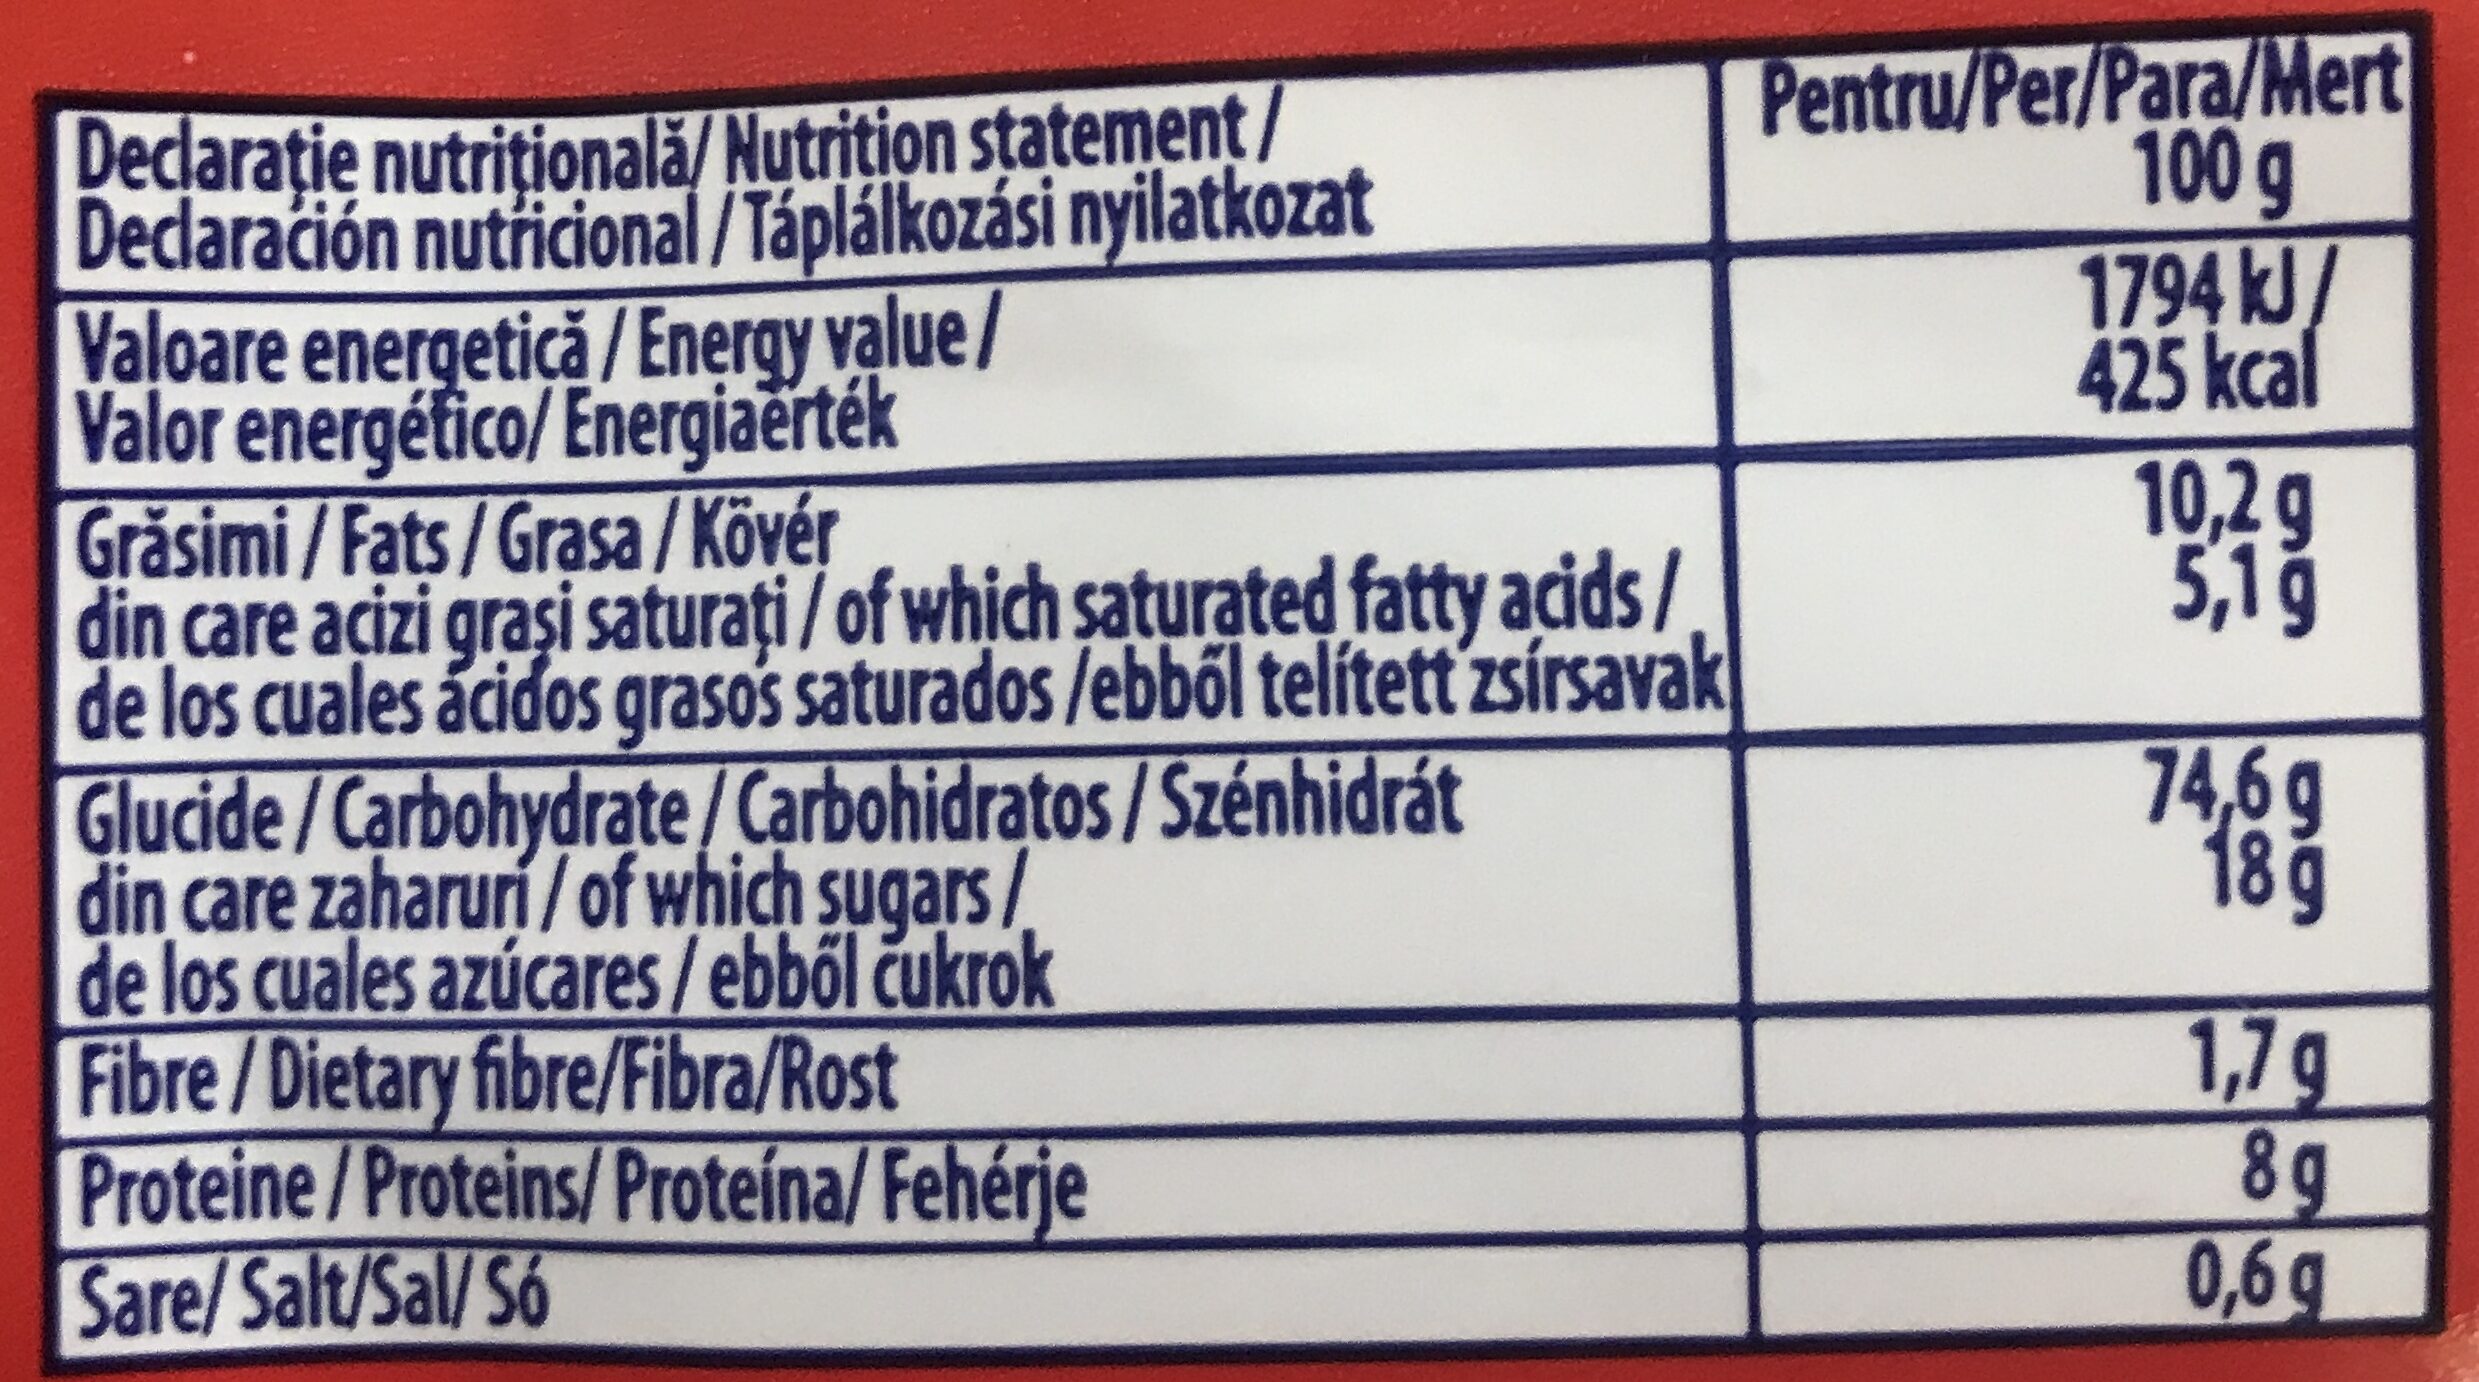 Declarație nutrițională/ Nutrition statement /
Declaración nutricional / Táplálkozási nyilatkozat
Pentru/Per/Para/Mert
100 g
Valoare energetică / Energy value /
Valor energético/ Energiaérték
1794 kJ /
425 kcal
Grăsimi / Fats / Grasa / Kövér
10,2 g
din care acizi grași saturați / of which saturated fatty acids /
5,1 g
de los cuales ácidos grasos saturados /ebből telített zsírsavak
Glucide / Carbohydrate / Carbohidratos / Szénhidrát
74,6 g
din care zaharuri / of which sugars /
18 g
de los cuales azúcares / ebből cukrok
Fibre / Dietary fibre/Fibra/Rost
1,7 g
Proteine / Proteins/ Proteína/ Fehérje
8 g
Sare/ Salt/Sal/ Só
0,6 g